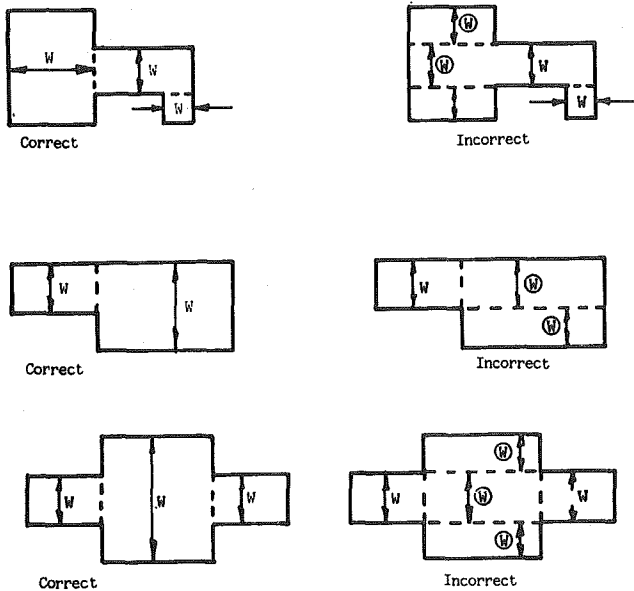 W W W
Correct
Ⓦ Ⓦ W W
Incorrect
W W
Correct
W Ⓦ Ⓦ
Incorrect
W W W
Correct
W Ⓦ Ⓦ Ⓦ W
Incorrect